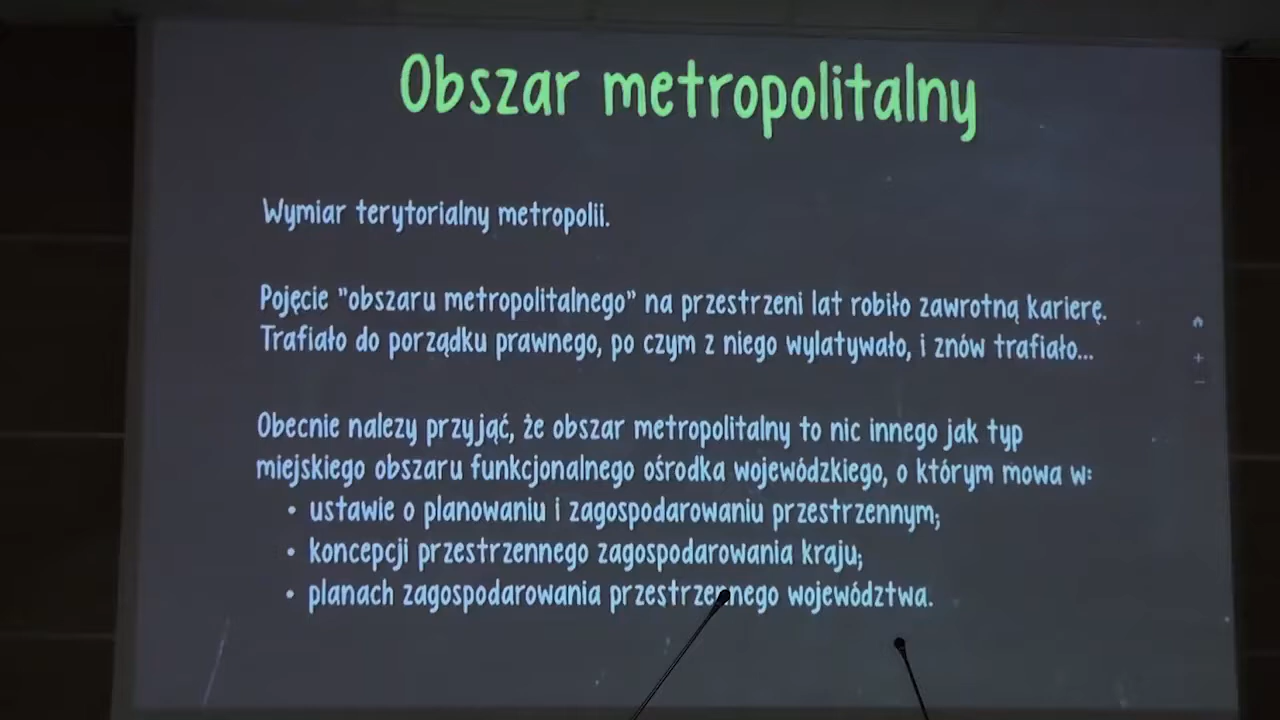 Obszar metropolitalny
Wymiar terytorialny metropolii.
Pojęcie "obszaru metropolitalnego" na przestrzeni lat robiło zawrotną karierę.
Trafiało do porządku prawnego, po czym z niego wylatywało, i znów trafiało...
Obecnie nalezy przyjąć, że obszar metropolitalny to nic innego jak typ
miejskiego obszaru funkcjonalnego ośrodka wojewódzkiego, o którym mowa w:
• ustawie o planowaniu i zagospodarowaniu przestrzennym;
• koncepcji przestrzennego zagospodarowania kraju;
• planach zagospodarowania przestrzennego województwa.